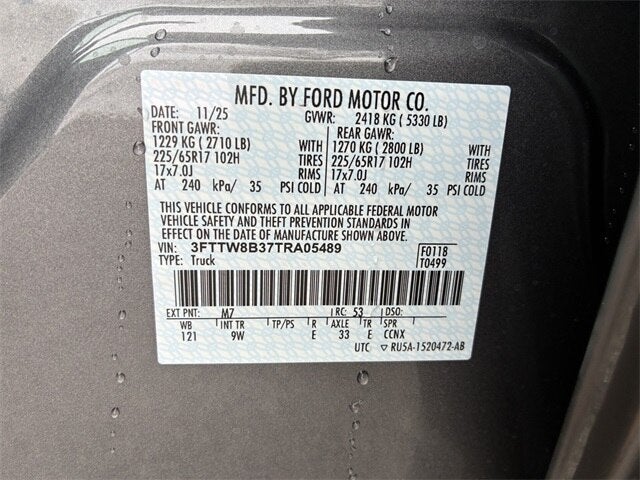 MFD. BY FORD MOTOR CO.
DATE: 11/25 GVWR: 2418 KG ( 5330 LB)
FRONT GAWR: REAR GAWR:
1229 KG ( 2710 LB) WITH 1270 KG ( 2800 LB) WITH
225/65R17 102H TIRES 225/65R17 102H TIRES
17x7.0J RIMS 17x7.0J RIMS
AT 240 kPa/ 35 PSI COLD AT 240 kPa/ 35 PSI COLD
THIS VEHICLE CONFORMS TO ALL APPLICABLE FEDERAL MOTOR
VEHICLE SAFETY AND THEFT PREVENTION STANDARDS IN
EFFECT ON THE DATE OF MANUFACTURE SHOWN ABOVE.
VIN: 3FTTW8B37TRA05489 F0118
TYPE: Truck T0499
EXT PNT: M7 RC: 53 DSO:
WB INT TR TP/PS R AXLE TR SPR
121 9W E 33 E CCNX
UTC ▽ RU5A-1520472-AB